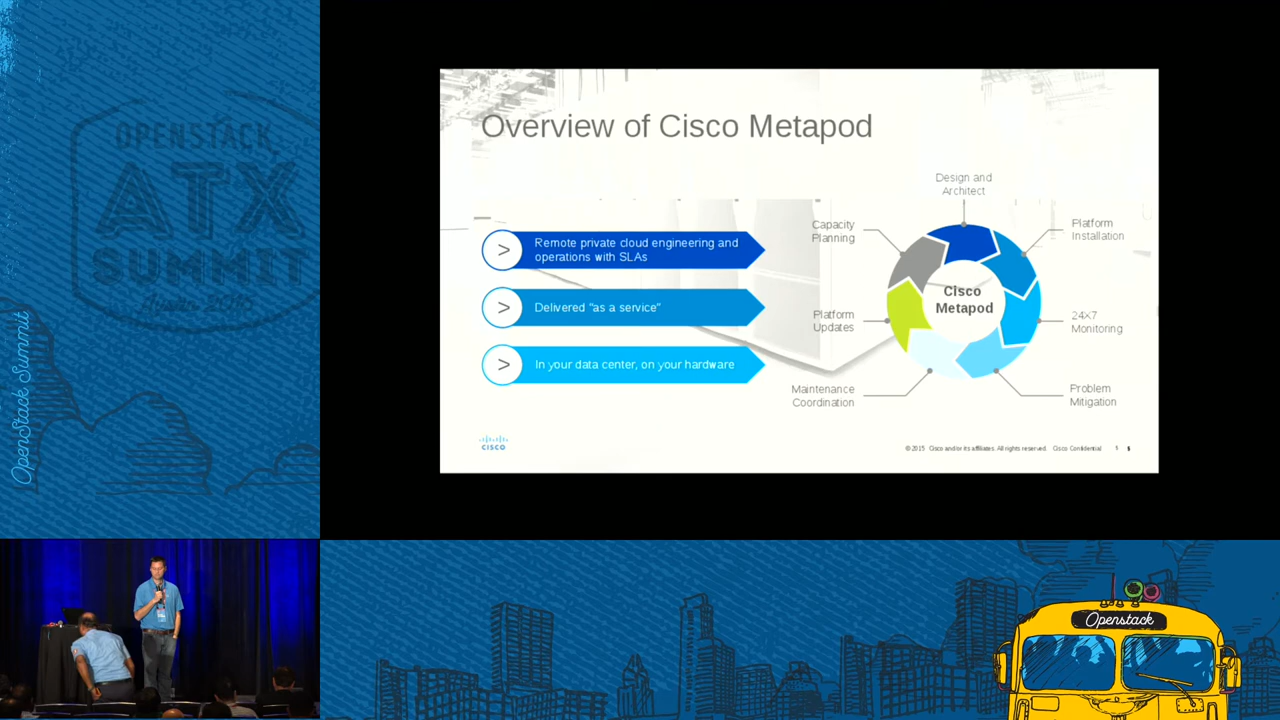 OPENSTACK
ATX
SUMMIT
OpenStack Summit
Overview of Cisco Metapod
> Remote private cloud engineering and
operations with SLAs
> Delivered "as a service"
> In your data center, on your hardware
Design and
Architect
Platform
Installation
24x7
Monitoring
Problem
Mitigation
Maintenance
Coordination
Platform
Updates
Capacity
Planning
Cisco
Metapod
CISCO
© 2015 Cisco and/or its affiliates. All rights reserved. Cisco Confidential
Openstack